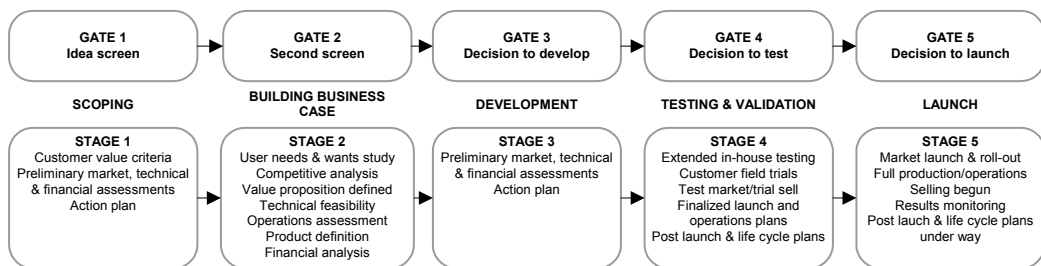 GATE 1
Idea screen
GATE 2
Second screen
GATE 3
Decision to develop
GATE 4
Decision to test
GATE 5
Decision to launch
SCOPING
BUILDING BUSINESS
CASE
DEVELOPMENT
TESTING & VALIDATION
LAUNCH
STAGE 1
Customer value criteria
Preliminary market, technical
& financial assessments
Action plan
STAGE 2
User needs & wants study
Competitive analysis
Value proposition defined
Technical feasibility
Operations assessment
Product definition
Financial analysis
STAGE 3
Preliminary market, technical
& financial assessments
Action plan
STAGE 4
Extended in-house testing
Customer field trials
Test market/trial sell
Finalized launch and
operations plans
Post launch & life cycle plans
STAGE 5
Market launch & roll-out
Full production/operations
Selling begun
Results monitoring
Post lauch & life cycle plans
under way